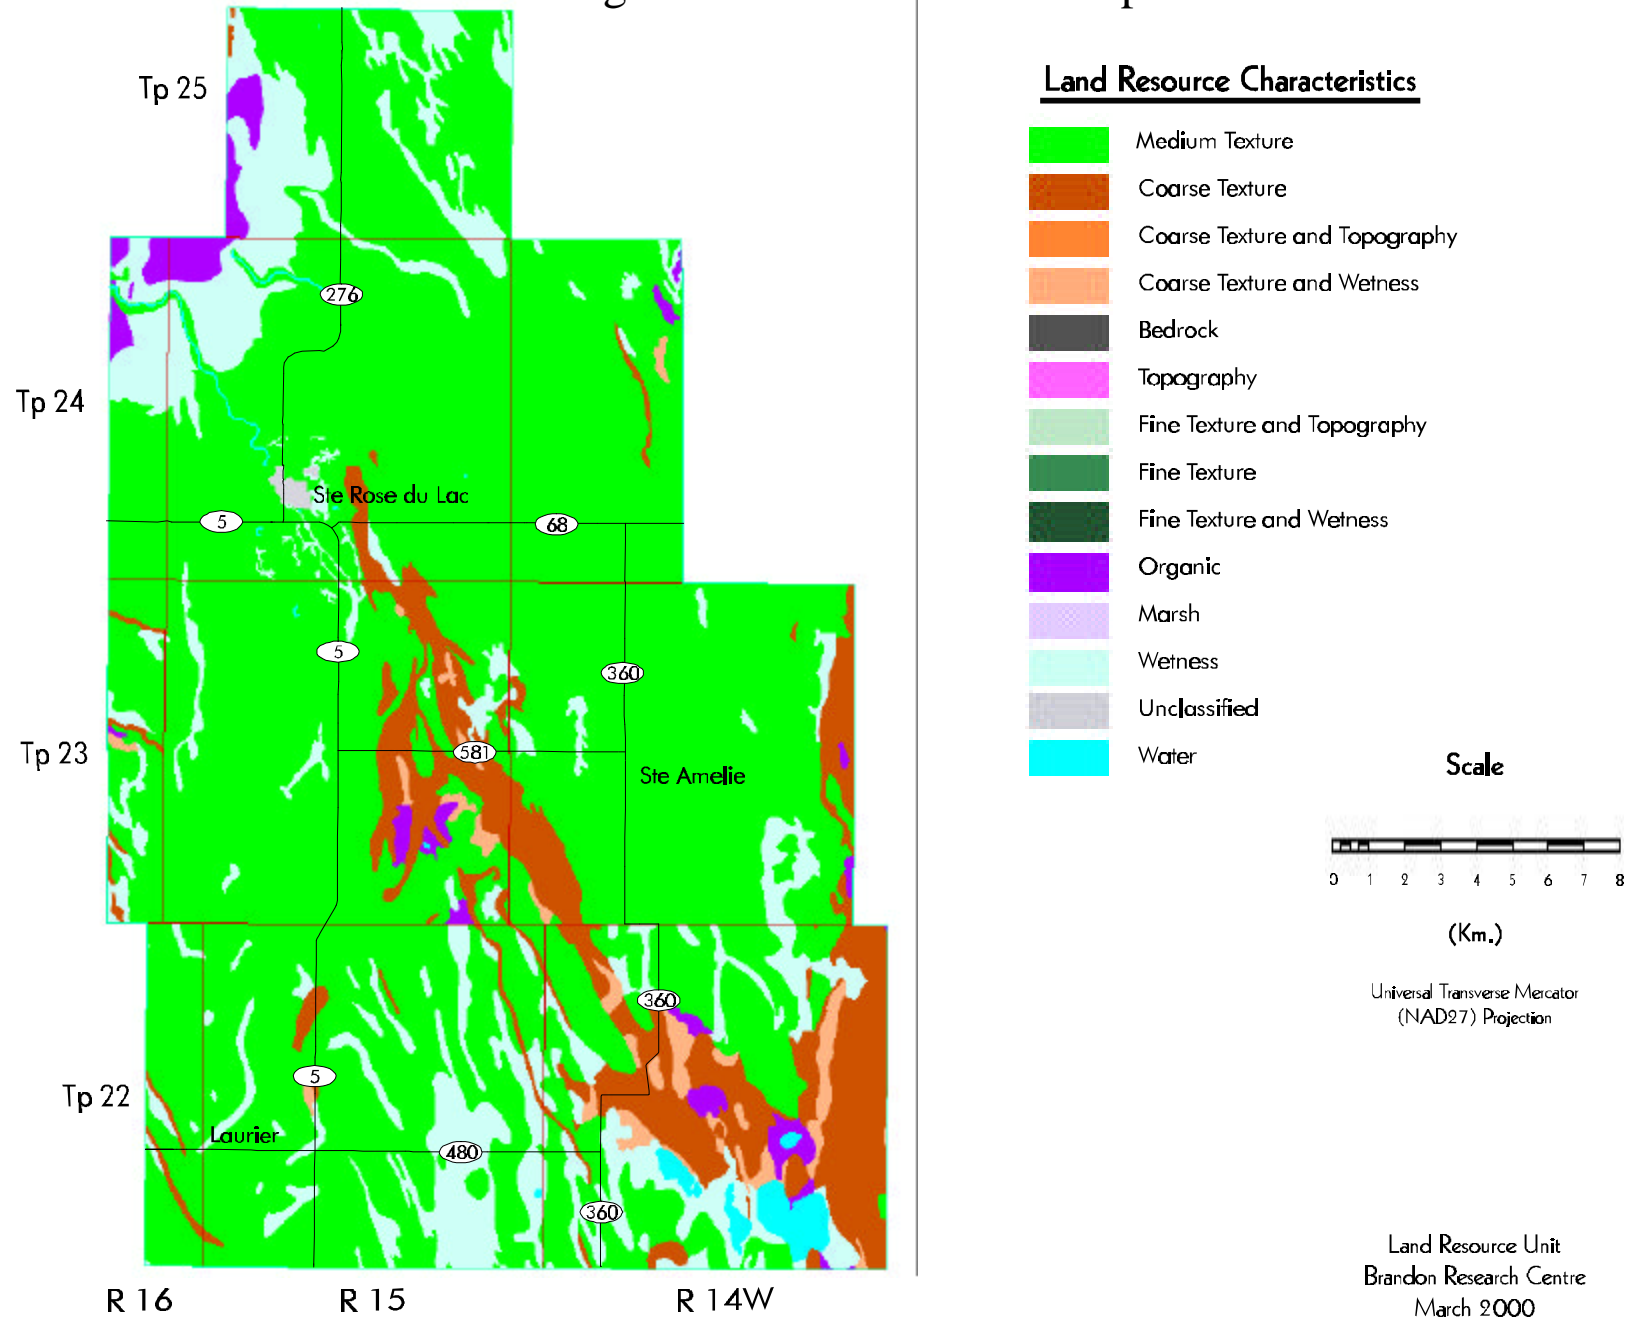 Tp 25
276
Tp 24
Ste Rose du Lac
5
68
5
360
Tp 23
581
Ste Amelie
360
5
Tp 22
Laurier
480
360
R 16
R 15
R 14W
Land Resource Characteristics
Medium Texture
Coarse Texture
Coarse Texture and Topography
Coarse Texture and Wetness
Bedrock
Topography
Fine Texture and Topography
Fine Texture
Fine Texture and Wetness
Organic
Marsh
Wetness
Unclassified
Water
Scale
0 1 2 3 4 5 6 7 8
(Km.)
Universal Transverse Mercator
(NAD27) Projection
Land Resource Unit
Brandon Research Centre
March 2000